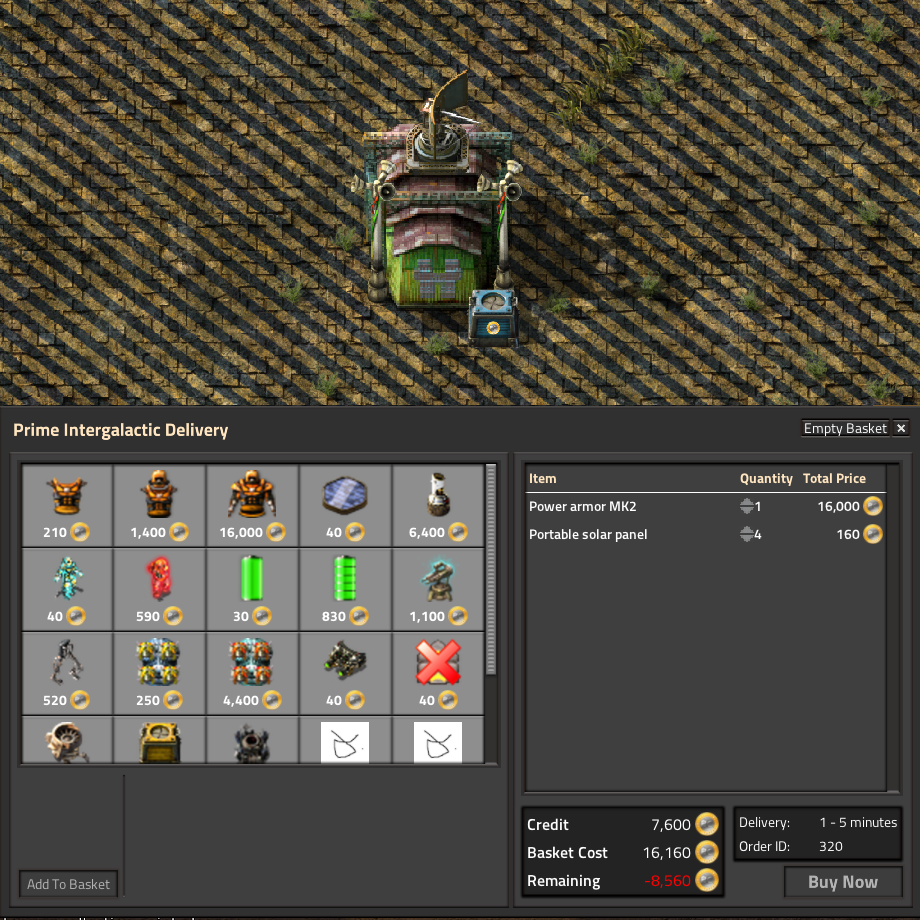 Prime Intergalactic Delivery
Empty Basket ×
210 1,400 16,000 40 6,400
40 590 30 830 1,100
520 250 4,400 40 40
Item Quantity Total Price
Power armor MK2 1 16,000
Portable solar panel 4 160
Add To Basket
Credit 7,600
Basket Cost 16,160
Remaining -8,560
Delivery: 1 - 5 minutes
Order ID: 320
Buy Now